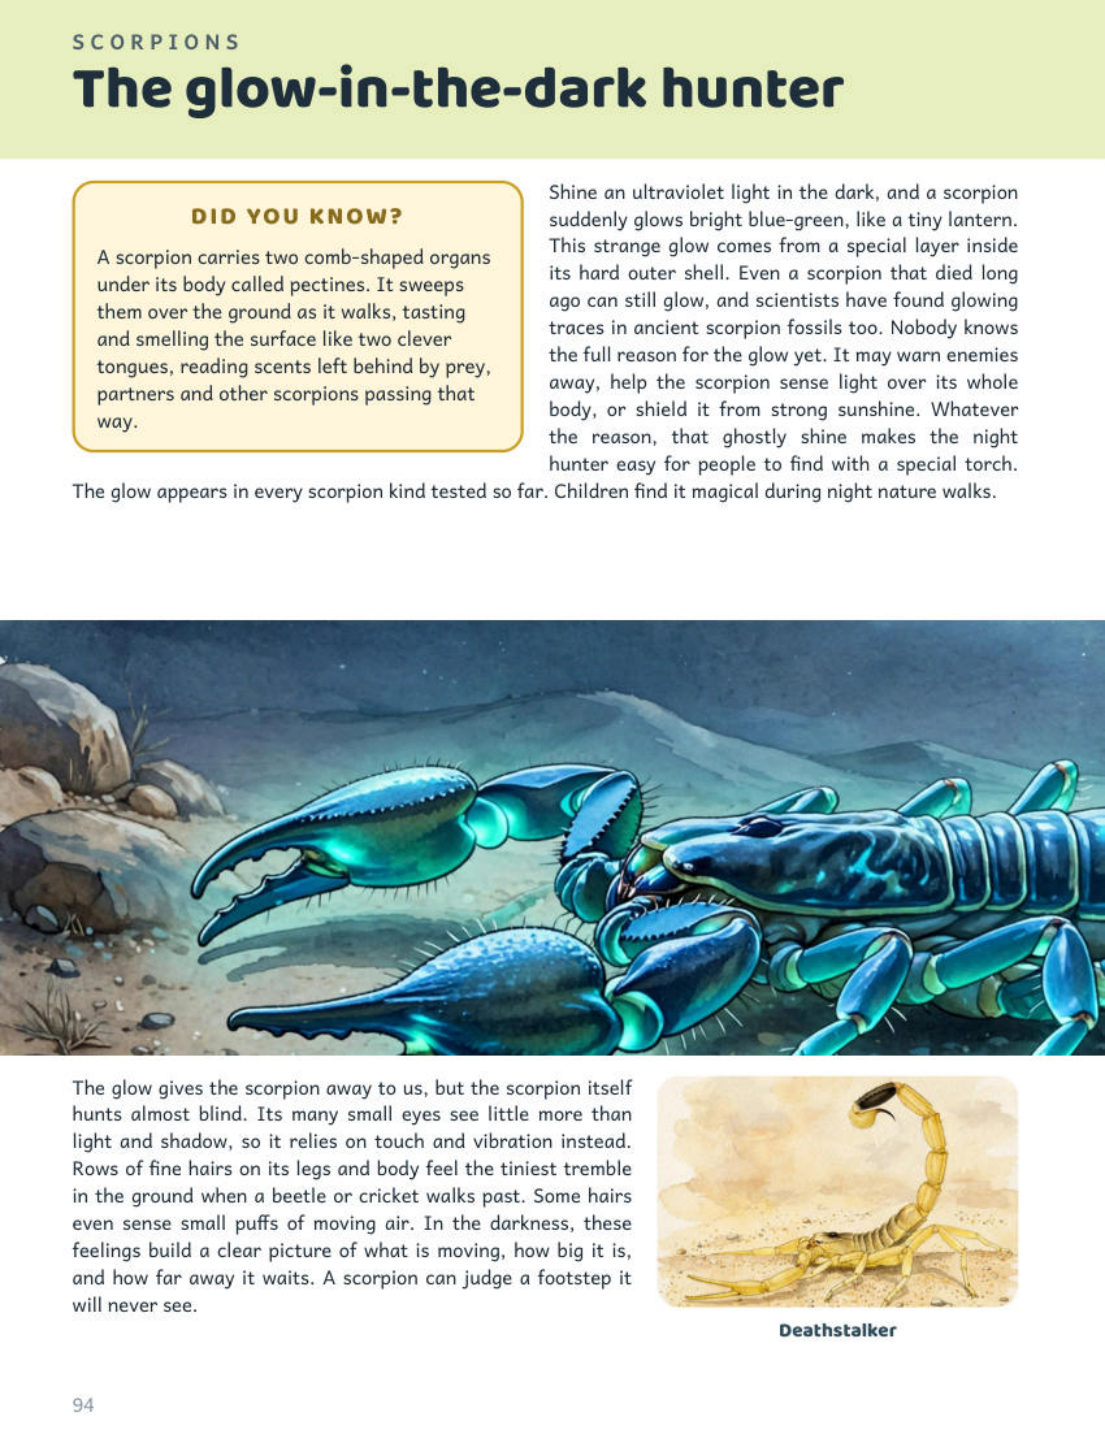 SCORPIONS
The glow-in-the-dark hunter
DID YOU KNOW?
A scorpion carries two comb-shaped organs
under its body called pectines. It sweeps
them over the ground as it walks, tasting
and smelling the surface like two clever
tongues, reading scents left behind by prey,
partners and other scorpions passing that
way.
Shine an ultraviolet light in the dark, and a scorpion
suddenly glows bright blue-green, like a tiny lantern.
This strange glow comes from a special layer inside
its hard outer shell. Even a scorpion that died long
ago can still glow, and scientists have found glowing
traces in ancient scorpion fossils too. Nobody knows
the full reason for the glow yet. It may warn enemies
away, help the scorpion sense light over its whole
body, or shield it from strong sunshine. Whatever
the reason, that ghostly shine makes the night
hunter easy for people to find with a special torch.
The glow appears in every scorpion kind tested so far. Children find it magical during night nature walks.
The glow gives the scorpion away to us, but the scorpion itself
hunts almost blind. Its many small eyes see little more than
light and shadow, so it relies on touch and vibration instead.
Rows of fine hairs on its legs and body feel the tiniest tremble
in the ground when a beetle or cricket walks past. Some hairs
even sense small puffs of moving air. In the darkness, these
feelings build a clear picture of what is moving, how big it is,
and how far away it waits. A scorpion can judge a footstep it
will never see.
Deathstalker
94